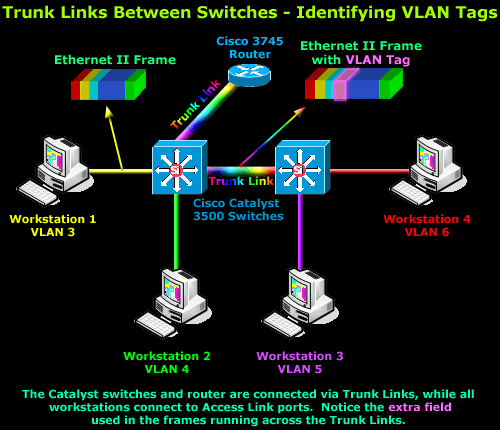 Trunk Links Between Switches - Identifying VLAN Tags
Cisco 3745
Router
Ethernet II Frame
Ethernet II Frame
with VLAN Tag
Trunk Link
SI
Trunk Link
SI
Cisco Catalyst
3500 Switches
Workstation 1
VLAN 3
Workstation 4
VLAN 6
Workstation 2
VLAN 4
Workstation 3
VLAN 5
The Catalyst switches and router are connected via Trunk Links, while all
workstations connect to Access Link ports.  Notice the extra field
used in the frames running across the Trunk Links.